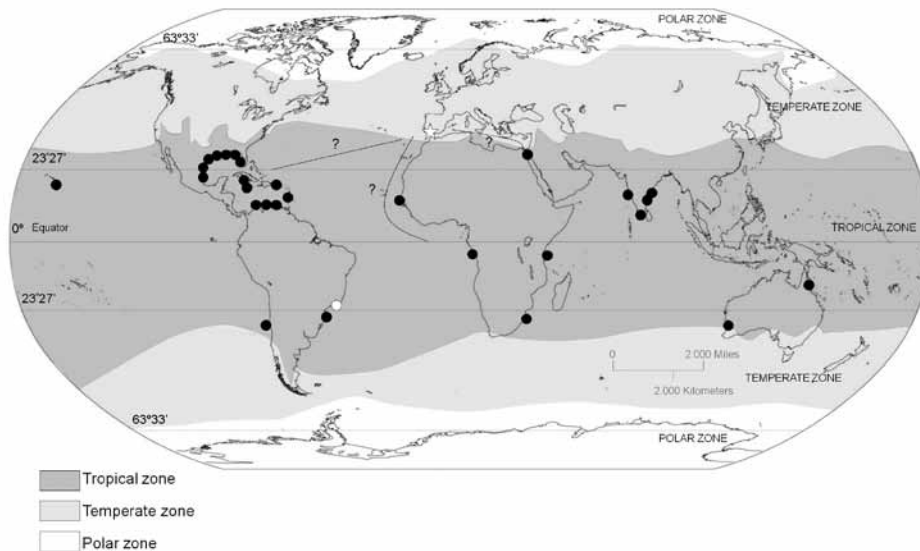 POLAR ZONE
63°33'
TEMPERATE ZONE
?
?
23°27'
?
0° Equator
TROPICAL ZONE
23°27'
0 2.000 Miles
2.000 Kilometers
TEMPERATE ZONE
63°33'
POLAR ZONE
Tropical zone
Temperate zone
Polar zone